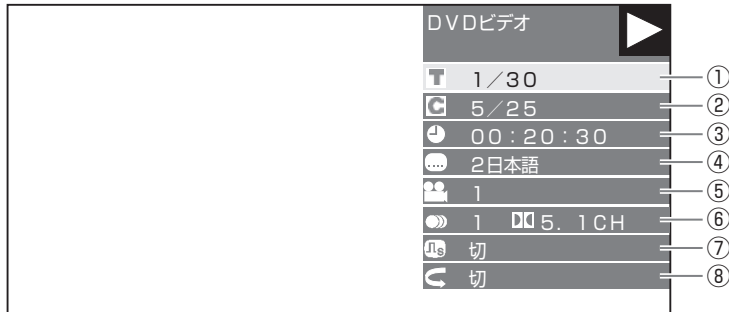 DVDビデオ
T 1/30 ①
C 5/25 ②
00:20:30 ③
2日本語 ④
1 ⑤
1 5.1CH ⑥
S 切 ⑦
切 ⑧